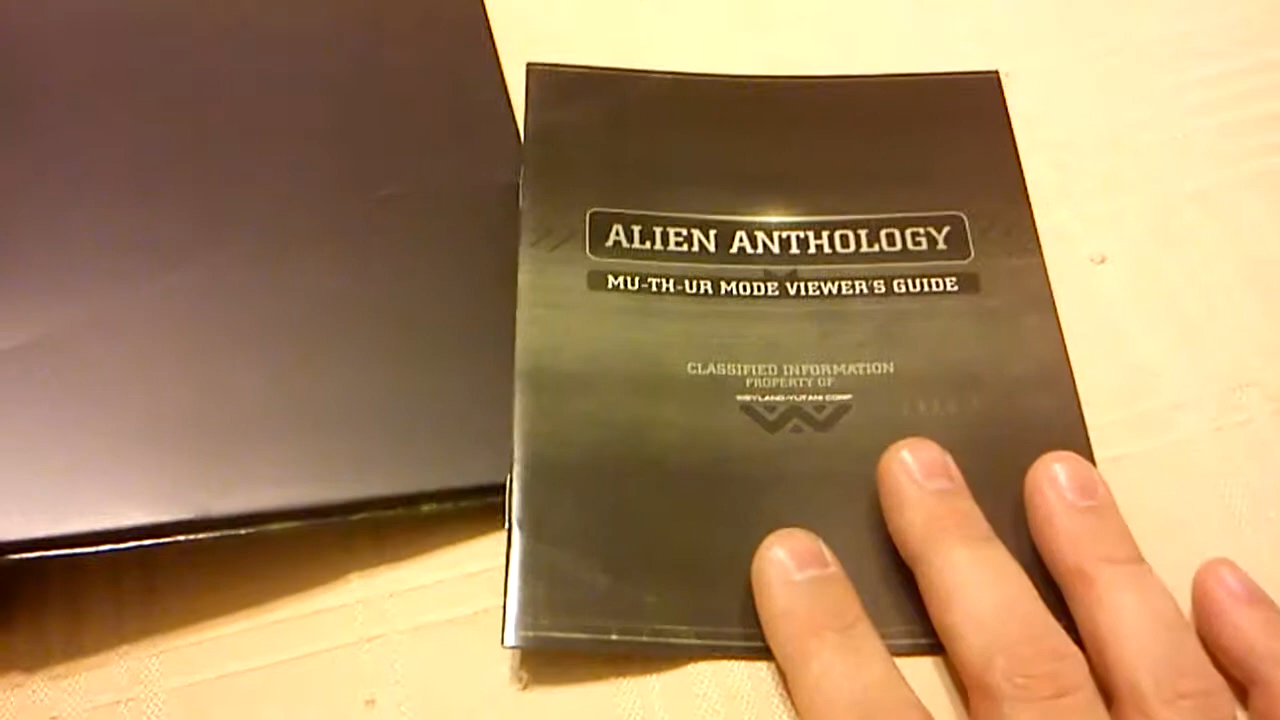 ALIEN ANTHOLOGY
MU-TH-UR MODE VIEWER'S GUIDE
CLASSIFIED INFORMATION
PROPERTY OF
WEYLAND-YUTANI CORP